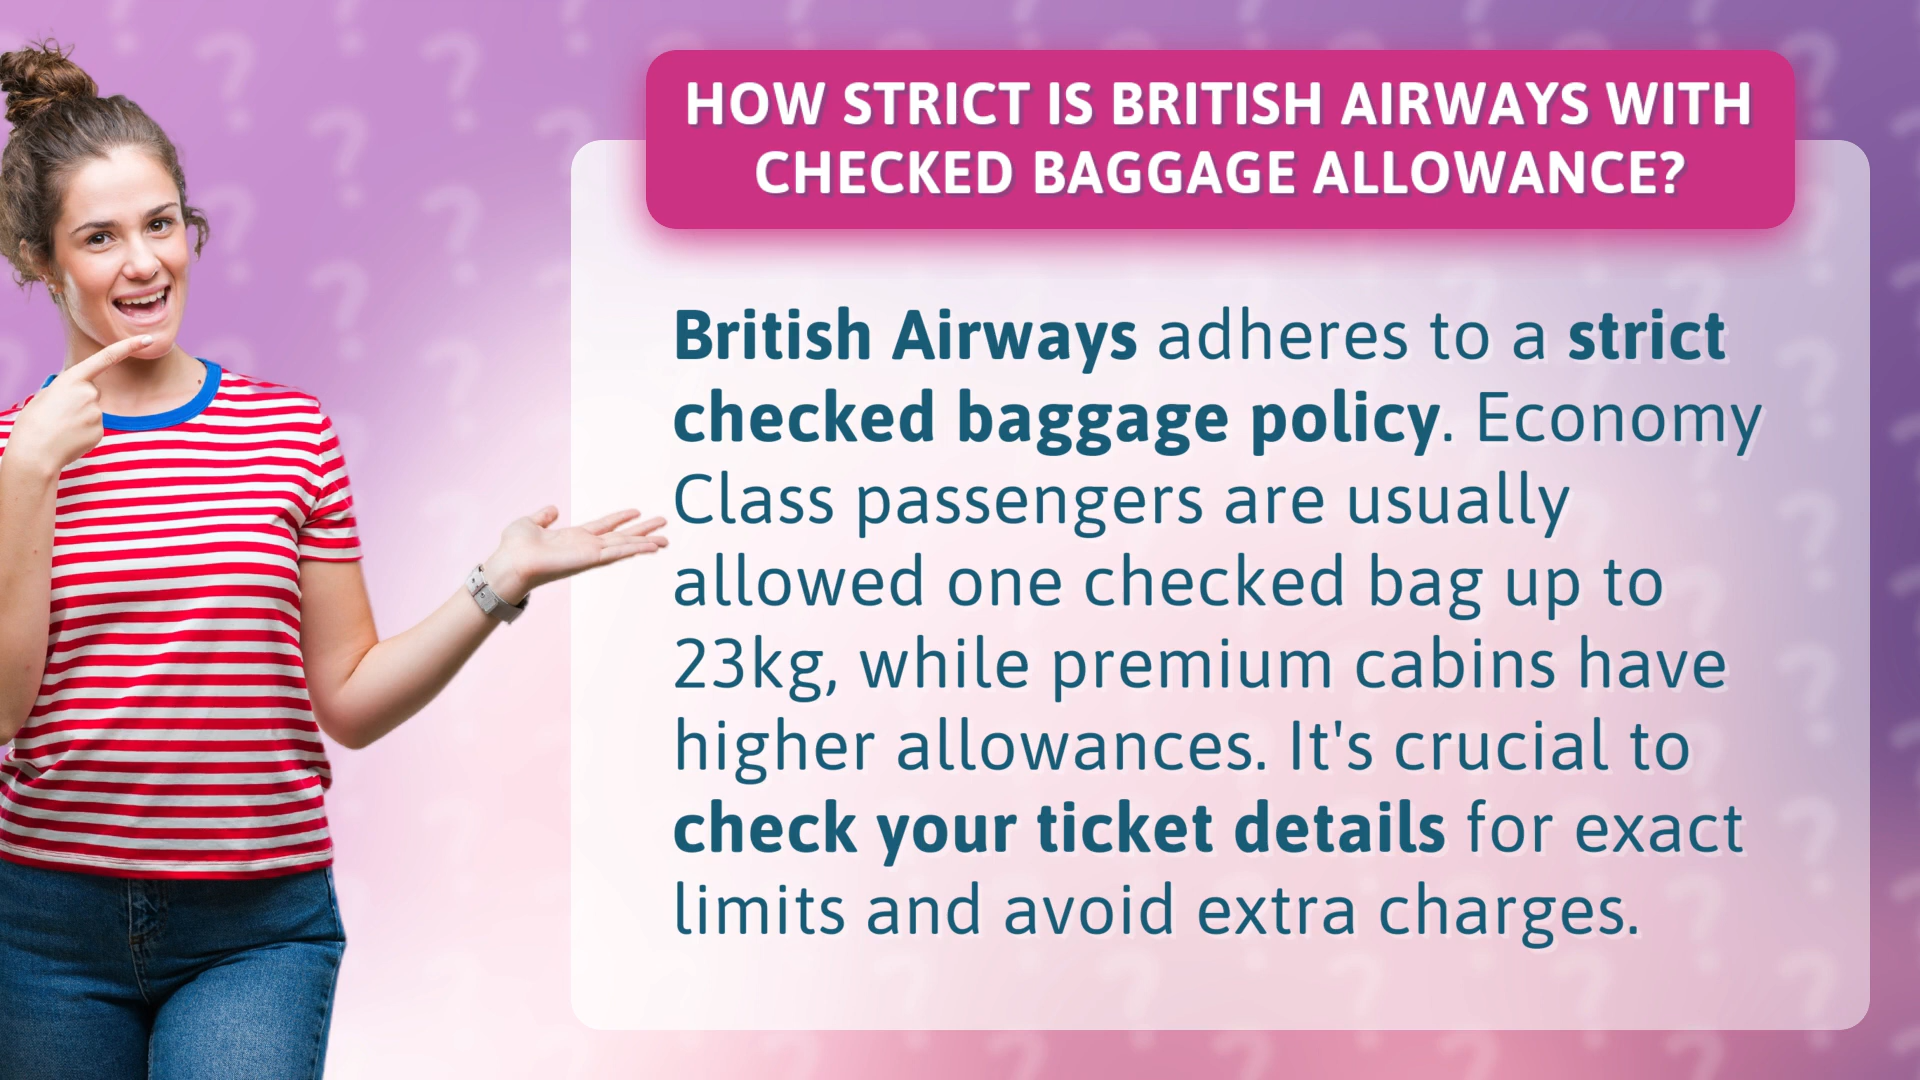 HOW STRICT IS BRITISH AIRWAYS WITH
CHECKED BAGGAGE ALLOWANCE?
British Airways adheres to a strict
checked baggage policy. Economy
Class passengers are usually
allowed one checked bag up to
23kg, while premium cabins have
higher allowances. It's crucial to
check your ticket details for exact
limits and avoid extra charges.